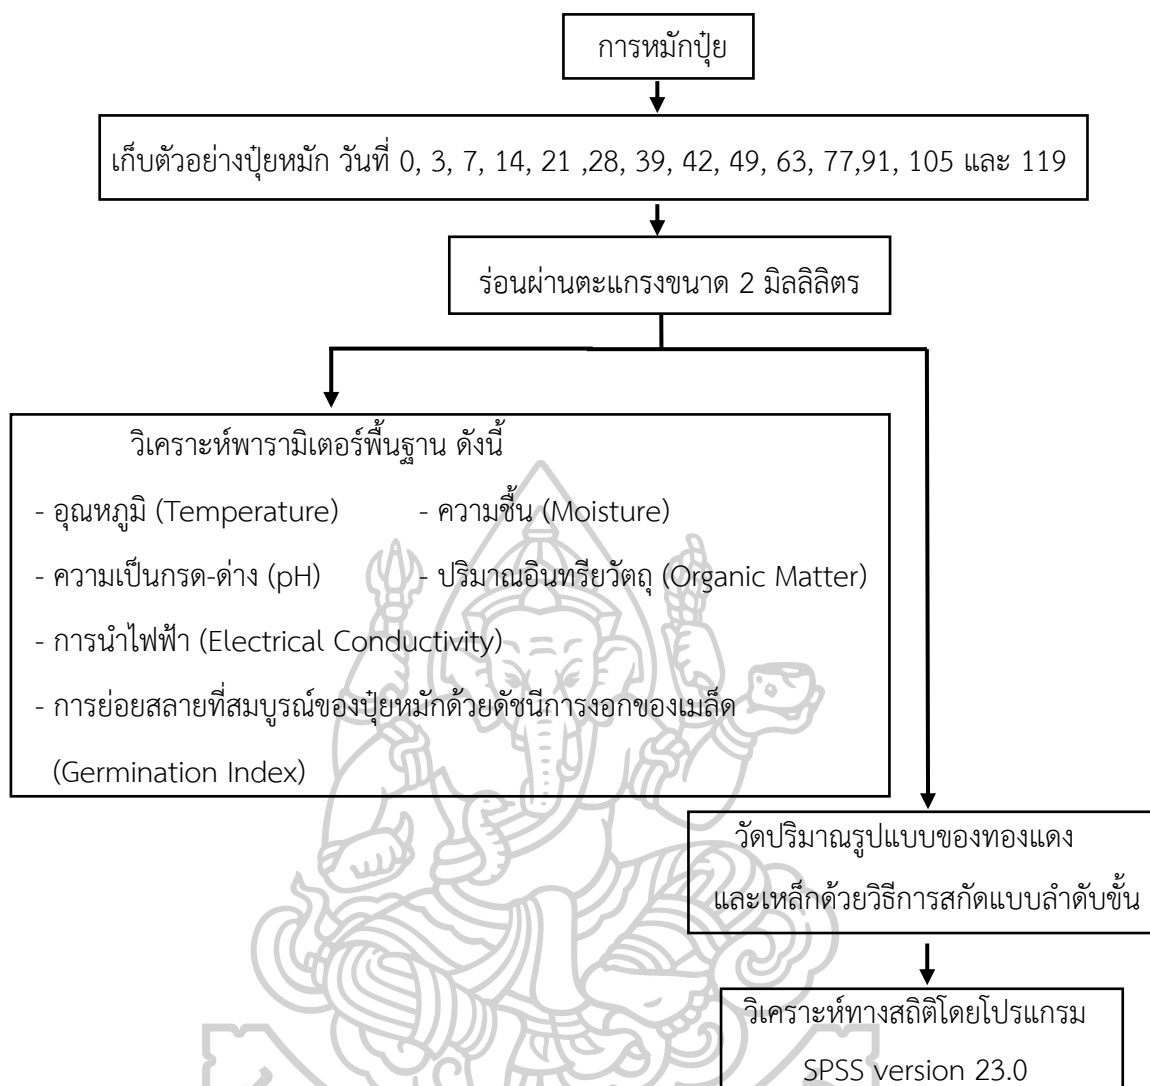 การหมักปุ๋ย
เก็บตัวอย่างปุ๋ยหมัก วันที่ 0, 3, 7, 14, 21 ,28, 39, 42, 49, 63, 77,91, 105 และ 119
ร่อนผ่านตะแกรงขนาด 2 มิลลิลิตร
วิเคราะห์พารามิเตอร์พื้นฐาน ดังนี้
- อุณหภูมิ (Temperature) - ความชื้น (Moisture)
- ความเป็นกรด-ด่าง (pH) - ปริมาณอินทรียวัตถุ (Organic Matter)
- การนำไฟฟ้า (Electrical Conductivity)
- การย่อยสลายที่สมบูรณ์ของปุ๋ยหมักด้วยดัชนีการงอกของเมล็ด
(Germination Index)
วัดปริมาณรูปแบบของทองแดง
และเหล็กด้วยวิธีการสกัดแบบลำดับขั้น
วิเคราะห์ทางสถิติโดยโปรแกรม
SPSS version 23.0